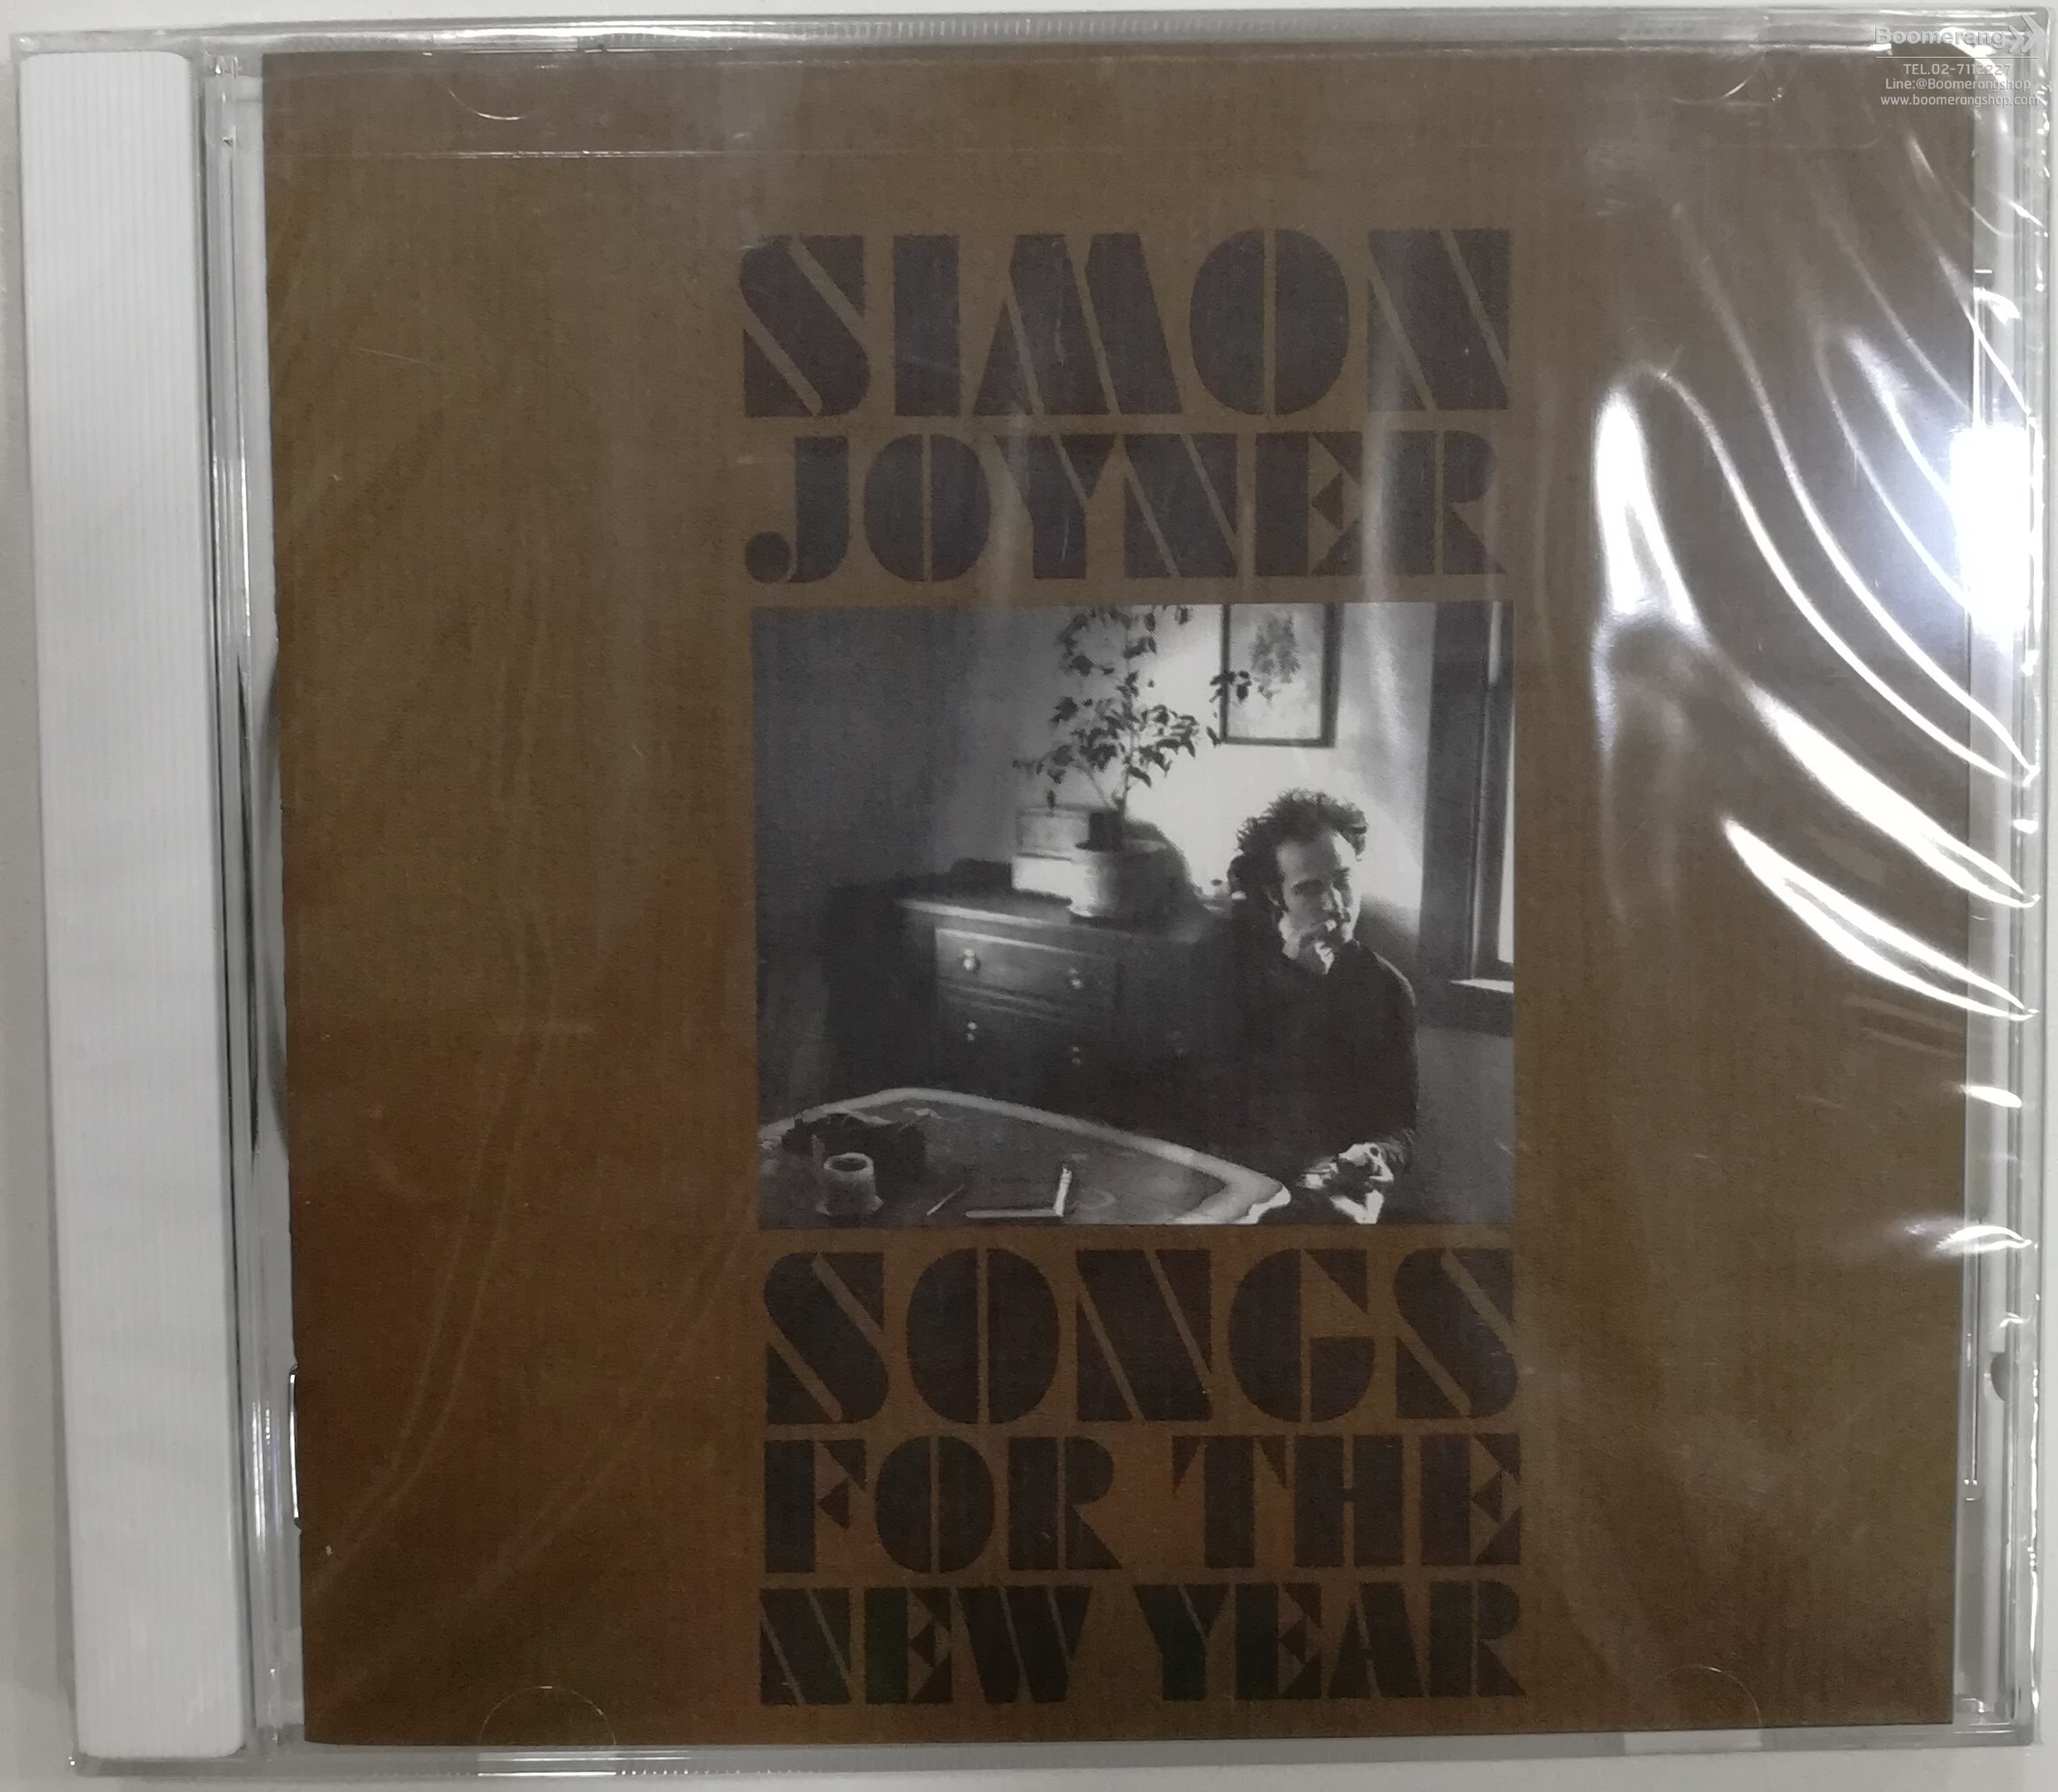 Boomerang
TEL.02-7112227
Line:@Boomerangshop
www.boomerangshop.com
SIMON
JOYNER
SONGS
FOR THE
NEW YEAR